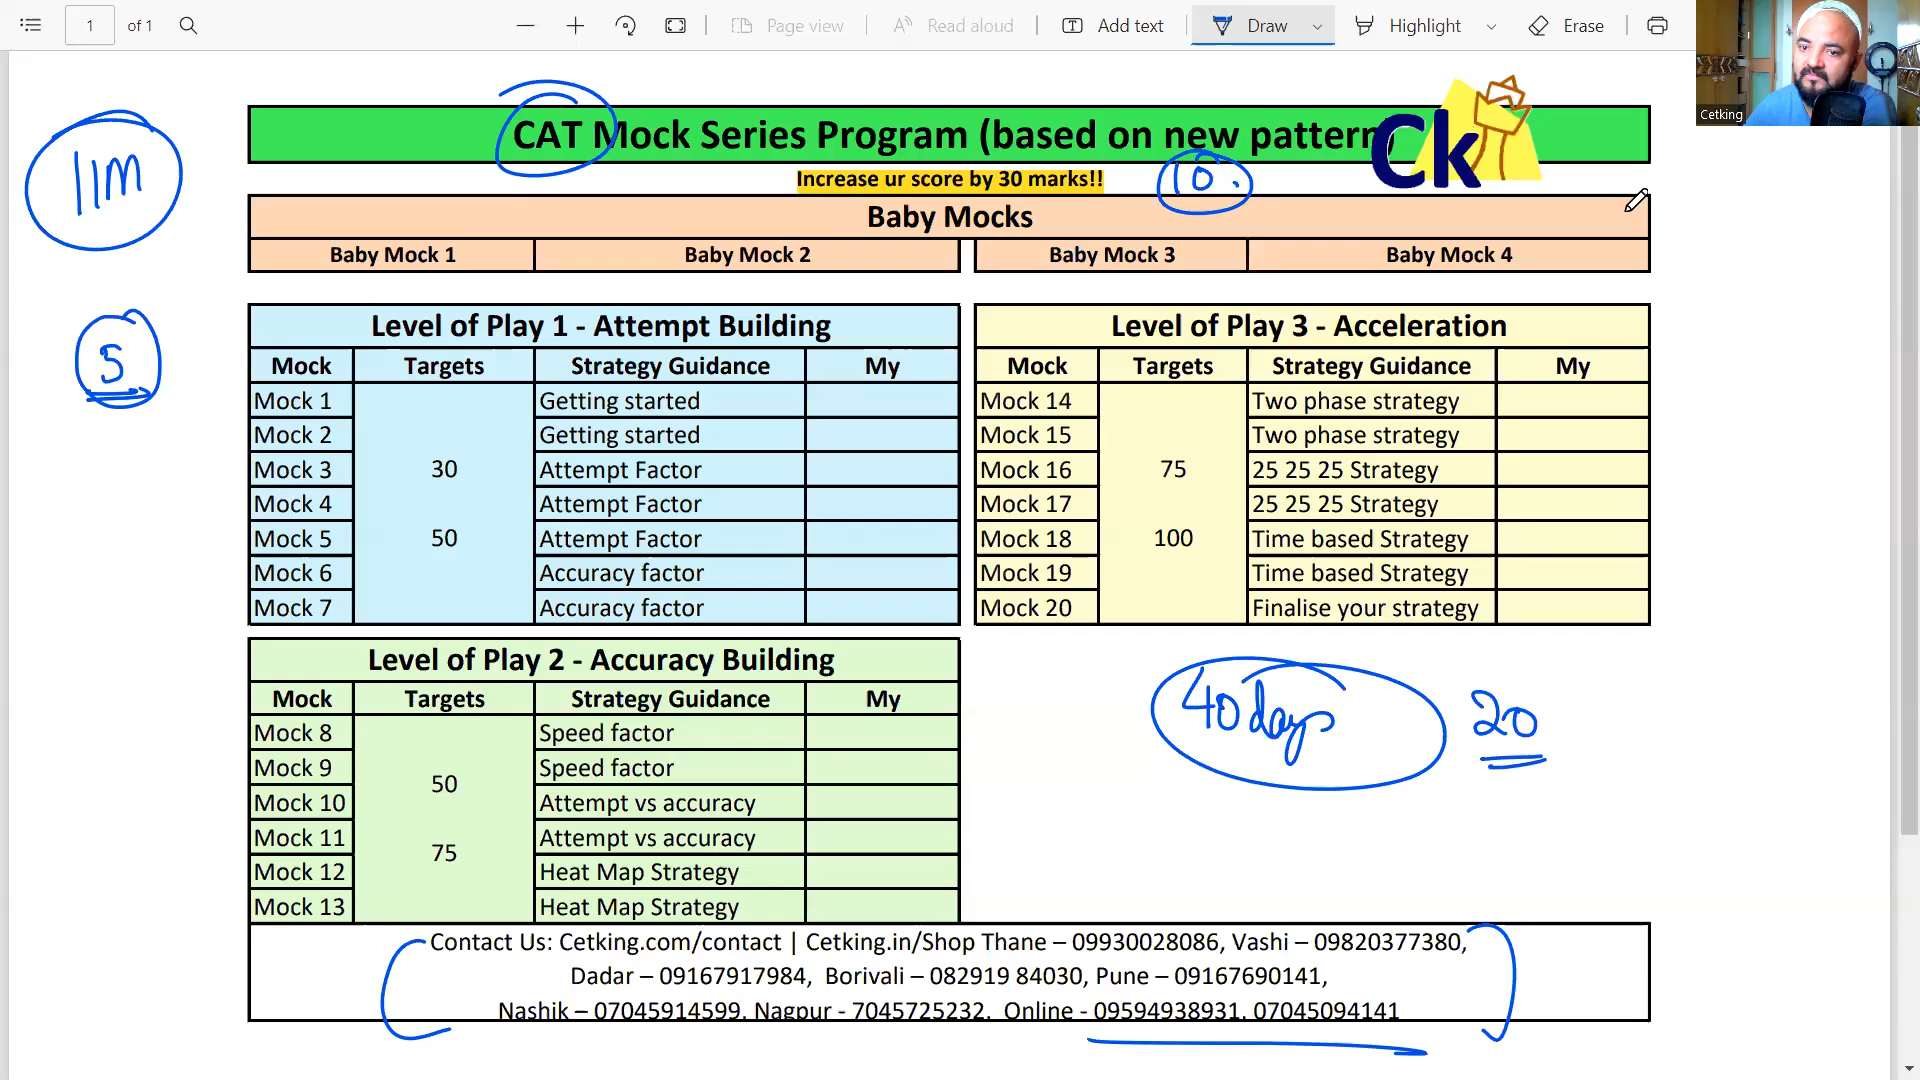 1 of 1 Page view Read aloud Add text Draw Highlight Erase
Cetking
CAT Mock Series Program (based on new pattern)
Ck
11M
Increase ur score by 30 marks!!
10.
Baby Mocks
Baby Mock 1 Baby Mock 2 Baby Mock 3 Baby Mock 4
5
Level of Play 1 - Attempt Building
Mock Targets Strategy Guidance My
Mock 1 Getting started
Mock 2 Getting started
Mock 3 30 Attempt Factor
Mock 4 Attempt Factor
Mock 5 50 Attempt Factor
Mock 6 Accuracy factor
Mock 7 Accuracy factor
Level of Play 3 - Acceleration
Mock Targets Strategy Guidance My
Mock 14 Two phase strategy
Mock 15 Two phase strategy
Mock 16 75 25 25 25 Strategy
Mock 17 25 25 25 Strategy
Mock 18 100 Time based Strategy
Mock 19 Time based Strategy
Mock 20 Finalise your strategy
Level of Play 2 - Accuracy Building
Mock Targets Strategy Guidance My
Mock 8 Speed factor
Mock 9 50 Speed factor
Mock 10 Attempt vs accuracy
Mock 11 75 Attempt vs accuracy
Mock 12 Heat Map Strategy
Mock 13 Heat Map Strategy
40 days 20
Contact Us: Cetking.com/contact | Cetking.in/Shop Thane – 09930028086, Vashi – 09820377380,
Dadar – 09167917984, Borivali – 082919 84030, Pune – 09167690141,
Nashik – 07045914599, Nagpur - 7045725232, Online - 09594938931, 07045094141